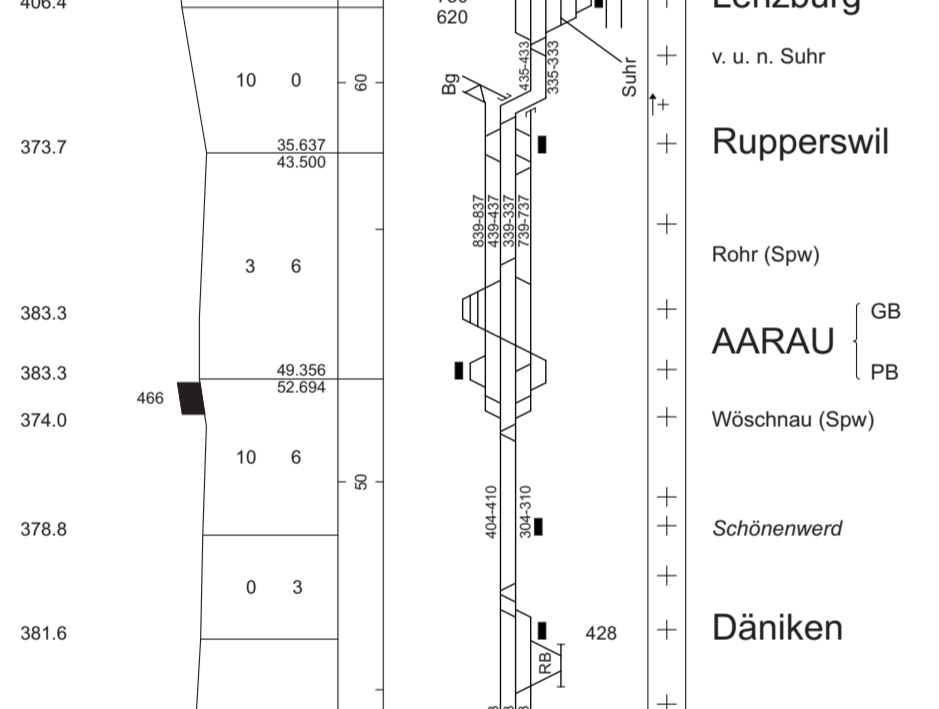 406.4
620
Lenzburg
435-433
335-333
Suhr
v. u. n. Suhr
10 0
60
Bg
373.7
35.637
43.500
Rupperswil
839-837
439-437
339-337
739-737
Rohr (Spw)
3 6
383.3
GB
AARAU
383.3
49.356
52.694
PB
466
374.0
Wöschnau (Spw)
10 6
50
404-410
304-310
378.8
Schönenwerd
0 3
381.6
428
Däniken
RB